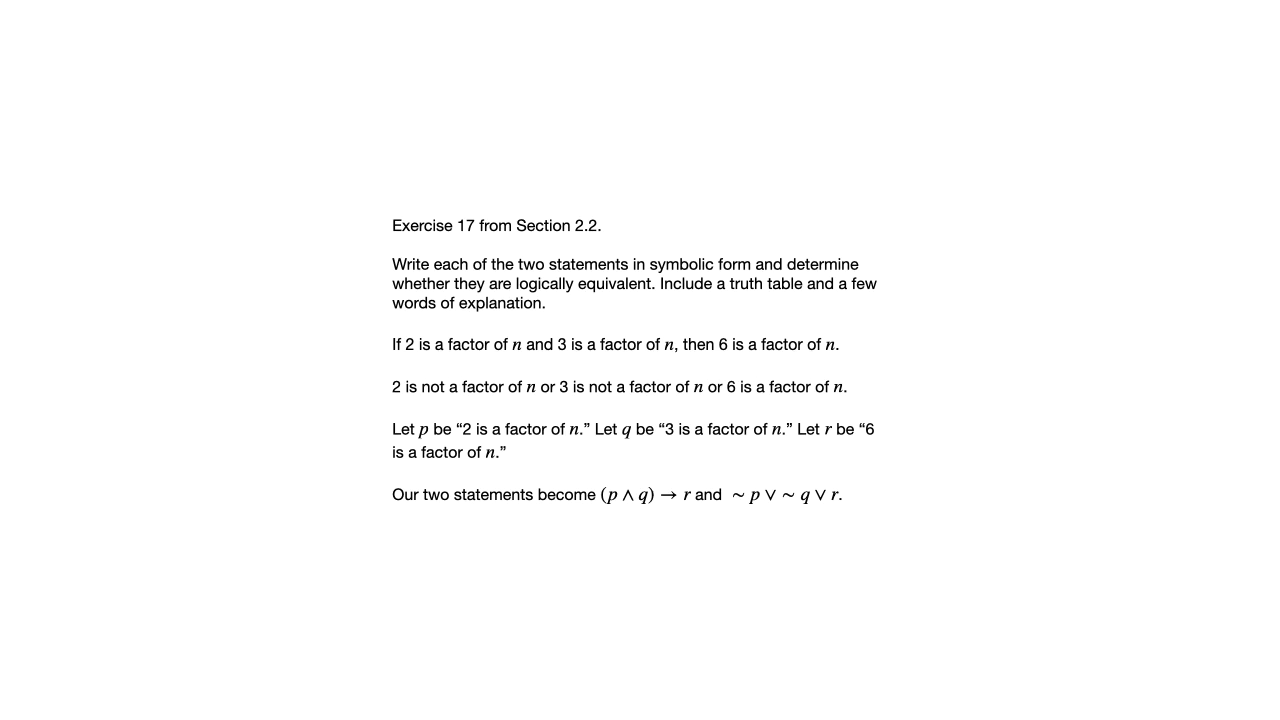 Exercise 17 from Section 2.2.
Write each of the two statements in symbolic form and determine
whether they are logically equivalent. Include a truth table and a few
words of explanation.
If 2 is a factor of n and 3 is a factor of n, then 6 is a factor of n.
2 is not a factor of n or 3 is not a factor of n or 6 is a factor of n.
Let p be “2 is a factor of n.” Let q be “3 is a factor of n.” Let r be “6
is a factor of n.”
Our two statements become (p ∧ q) → r and ∼ p ∨ ∼ q ∨ r.